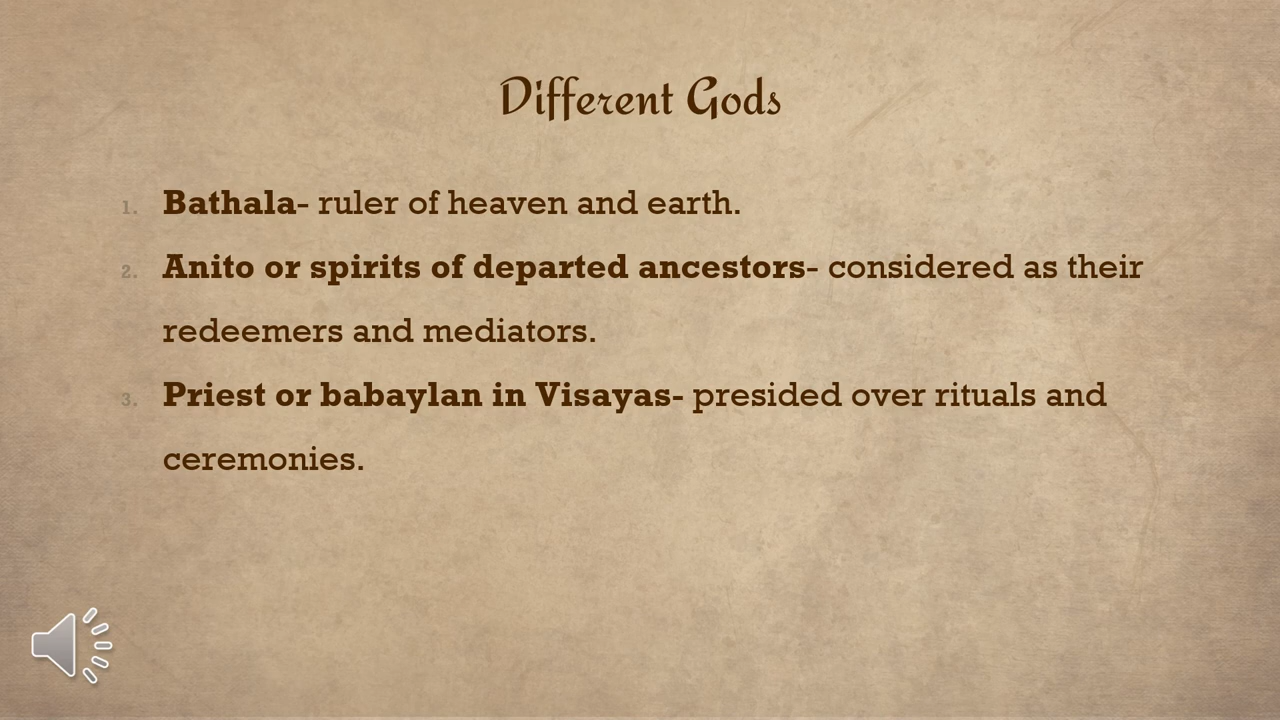 Different Gods
1. Bathala- ruler of heaven and earth.
2. Anito or spirits of departed ancestors- considered as their
redeemers and mediators.
3. Priest or babaylan in Visayas- presided over rituals and
ceremonies.